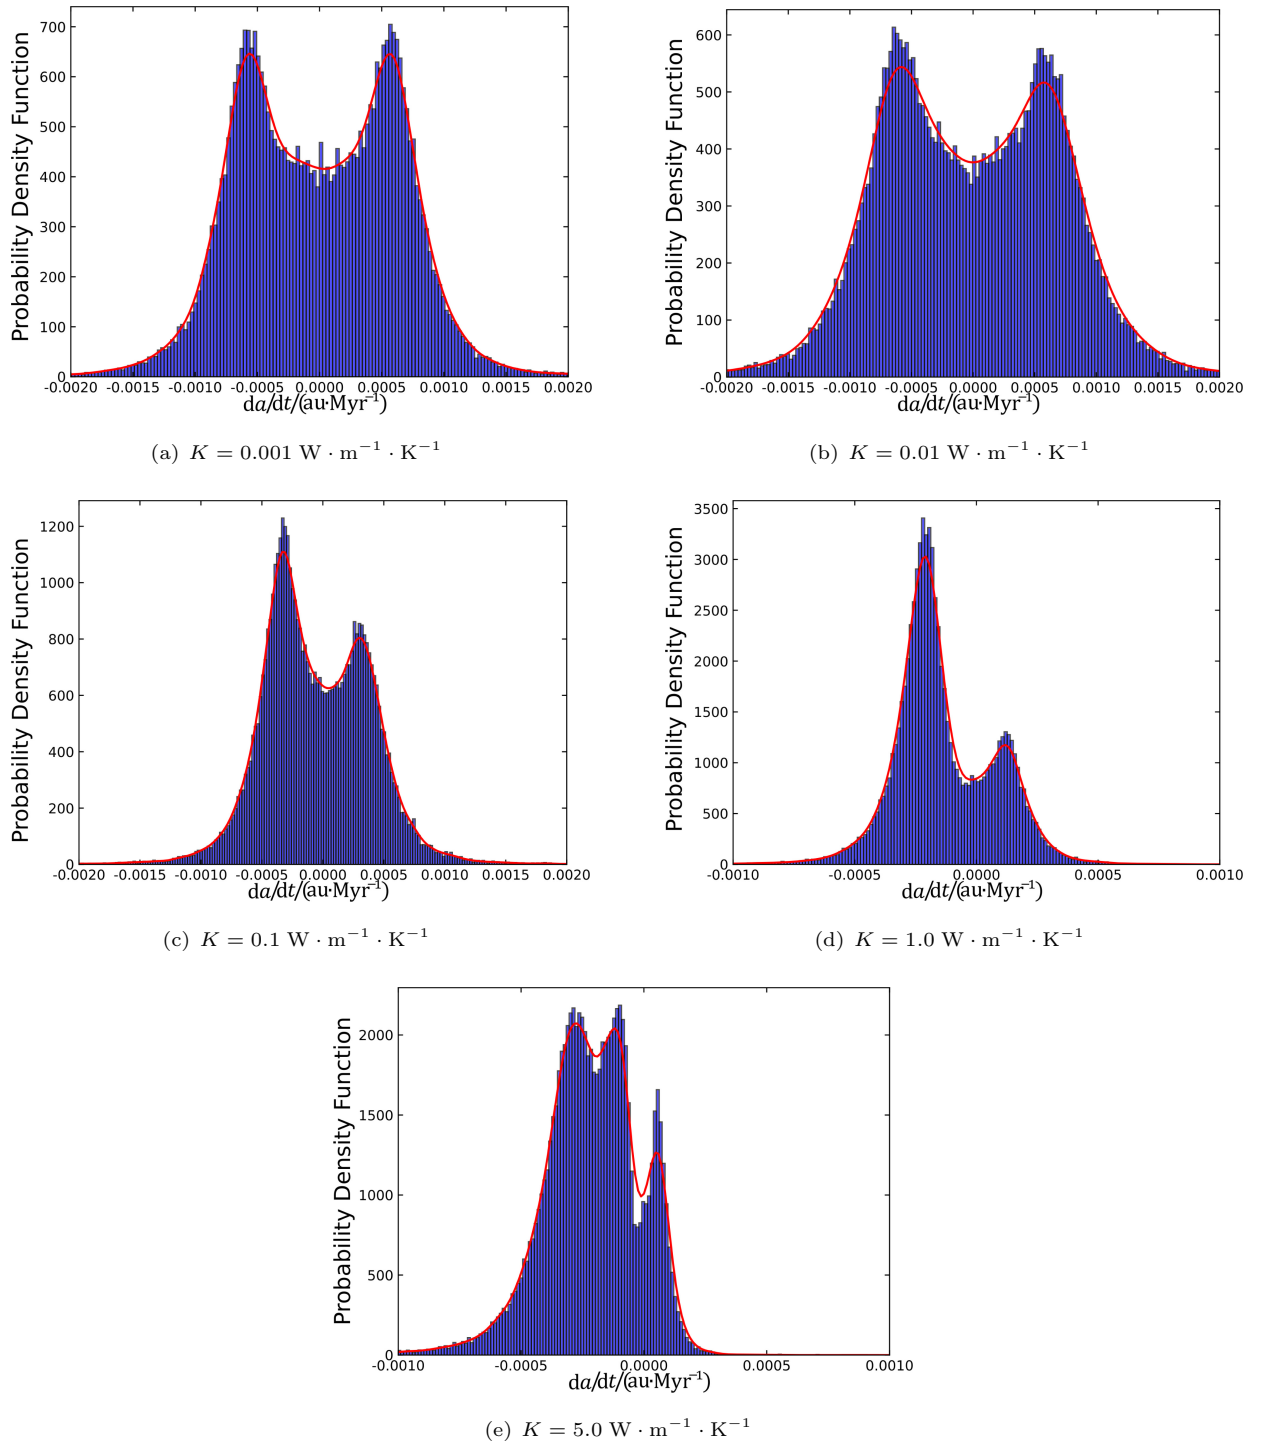 700
600
500
400
300
200
100
0
Probability Density Function
-0.0020 -0.0015 -0.0010 -0.0005 0.0000 0.0005 0.0010 0.0015 0.0020
da/dt/(au·Myr⁻¹)
(a) K = 0.001 W · m⁻¹ · K⁻¹
600
500
400
300
200
100
0
Probability Density Function
-0.0020 -0.0015 -0.0010 -0.0005 0.0000 0.0005 0.0010 0.0015 0.0020
da/dt/(au·Myr⁻¹)
(b) K = 0.01 W · m⁻¹ · K⁻¹
1200
1000
800
600
400
200
0
Probability Density Function
-0.0020 -0.0015 -0.0010 -0.0005 0.0000 0.0005 0.0010 0.0015 0.0020
da/dt/(au·Myr⁻¹)
(c) K = 0.1 W · m⁻¹ · K⁻¹
3500
3000
2500
2000
1500
1000
500
0
Probability Density Function
-0.0010 -0.0005 0.0000 0.0005 0.0010
da/dt/(au·Myr⁻¹)
(d) K = 1.0 W · m⁻¹ · K⁻¹
2000
1500
1000
500
0
Probability Density Function
-0.0010 -0.0005 0.0000 0.0005 0.0010
da/dt/(au·Myr⁻¹)
(e) K = 5.0 W · m⁻¹ · K⁻¹